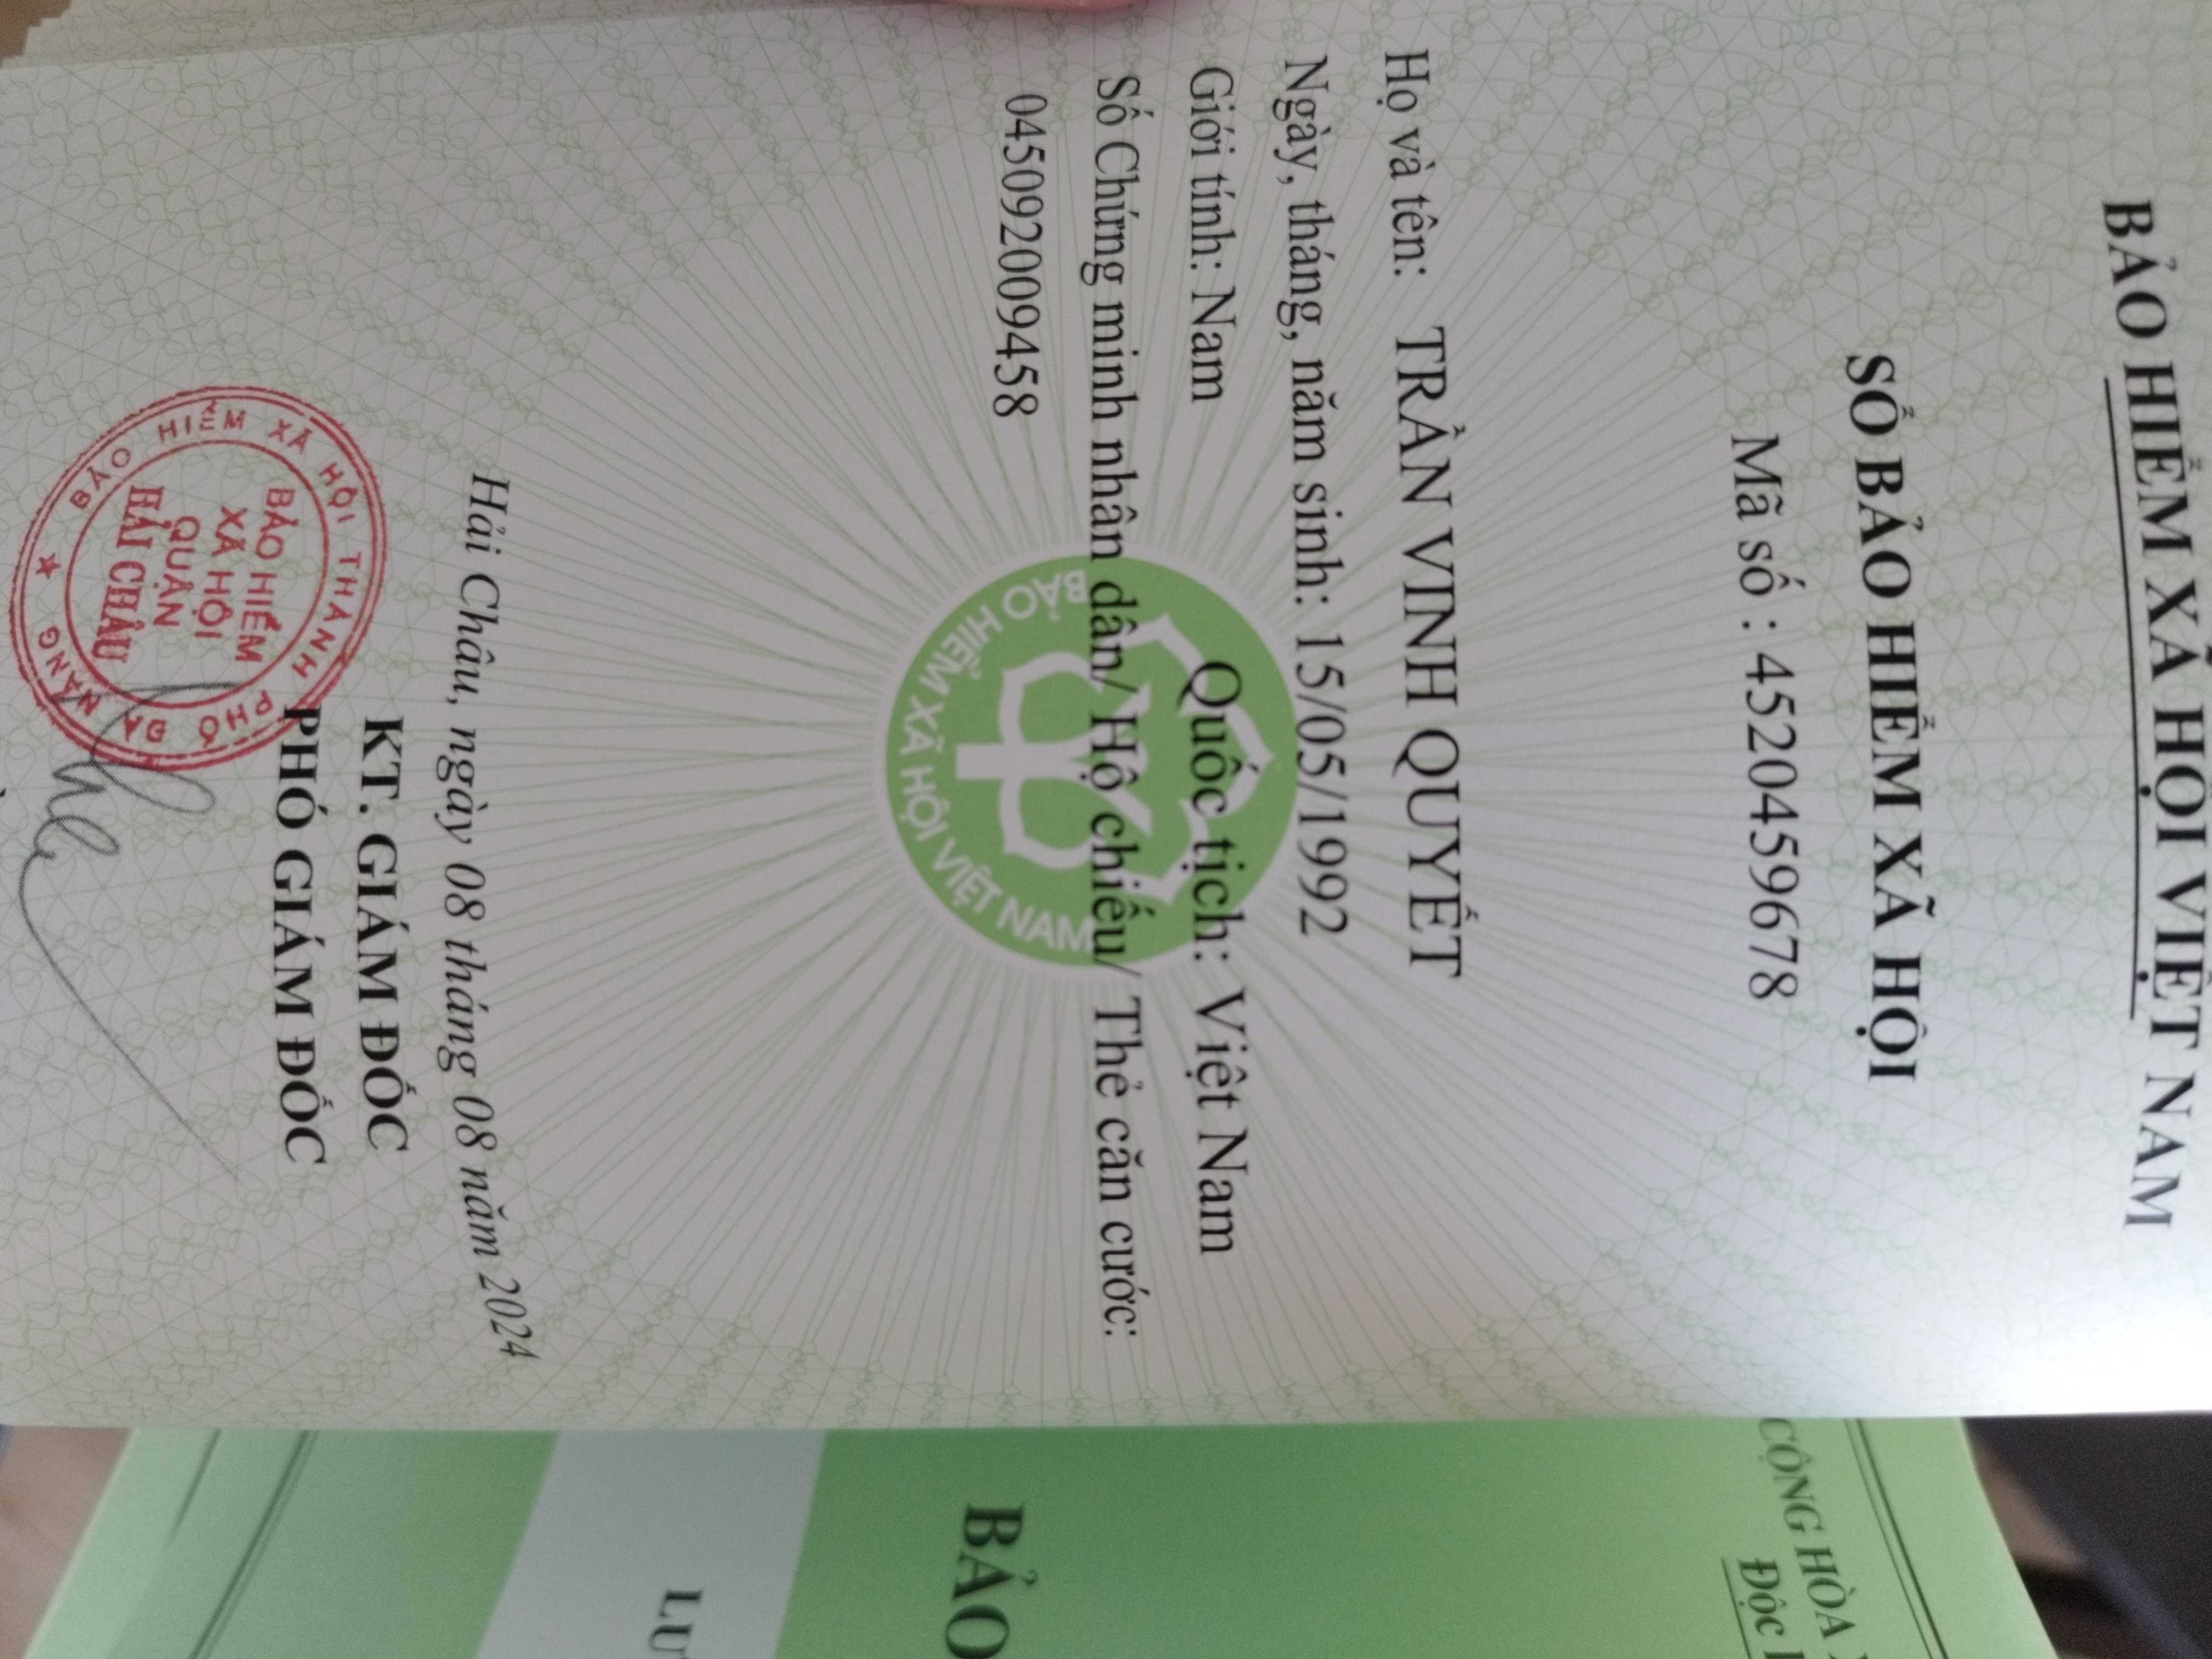 BẢO HIỂM XÃ HỘI VIỆT NAM
SỔ BẢO HIỂM XÃ HỘI
Mã số : 4520459678
Họ và tên: TRẦN VINH QUYẾT
Ngày, tháng, năm sinh: 15/05/1992
Giới tính: Nam Quốc tịch: Việt Nam
Số Chứng minh nhân dân/ Hộ chiếu/ Thẻ căn cước:
045092009458
BẢO HIỂM XÃ HỘI VIỆT NAM
Hải Châu, ngày 08 tháng 08 năm 2024
KT. GIÁM ĐỐC
PHÓ GIÁM ĐỐC
BẢO HIỂM XÃ HỘI THÀNH PHỐ ĐÀ NẴNG
BẢO HIỂM
XÃ HỘI
QUẬN
HẢI CHÂU
CỘNG HÒA
Độc
BẢO